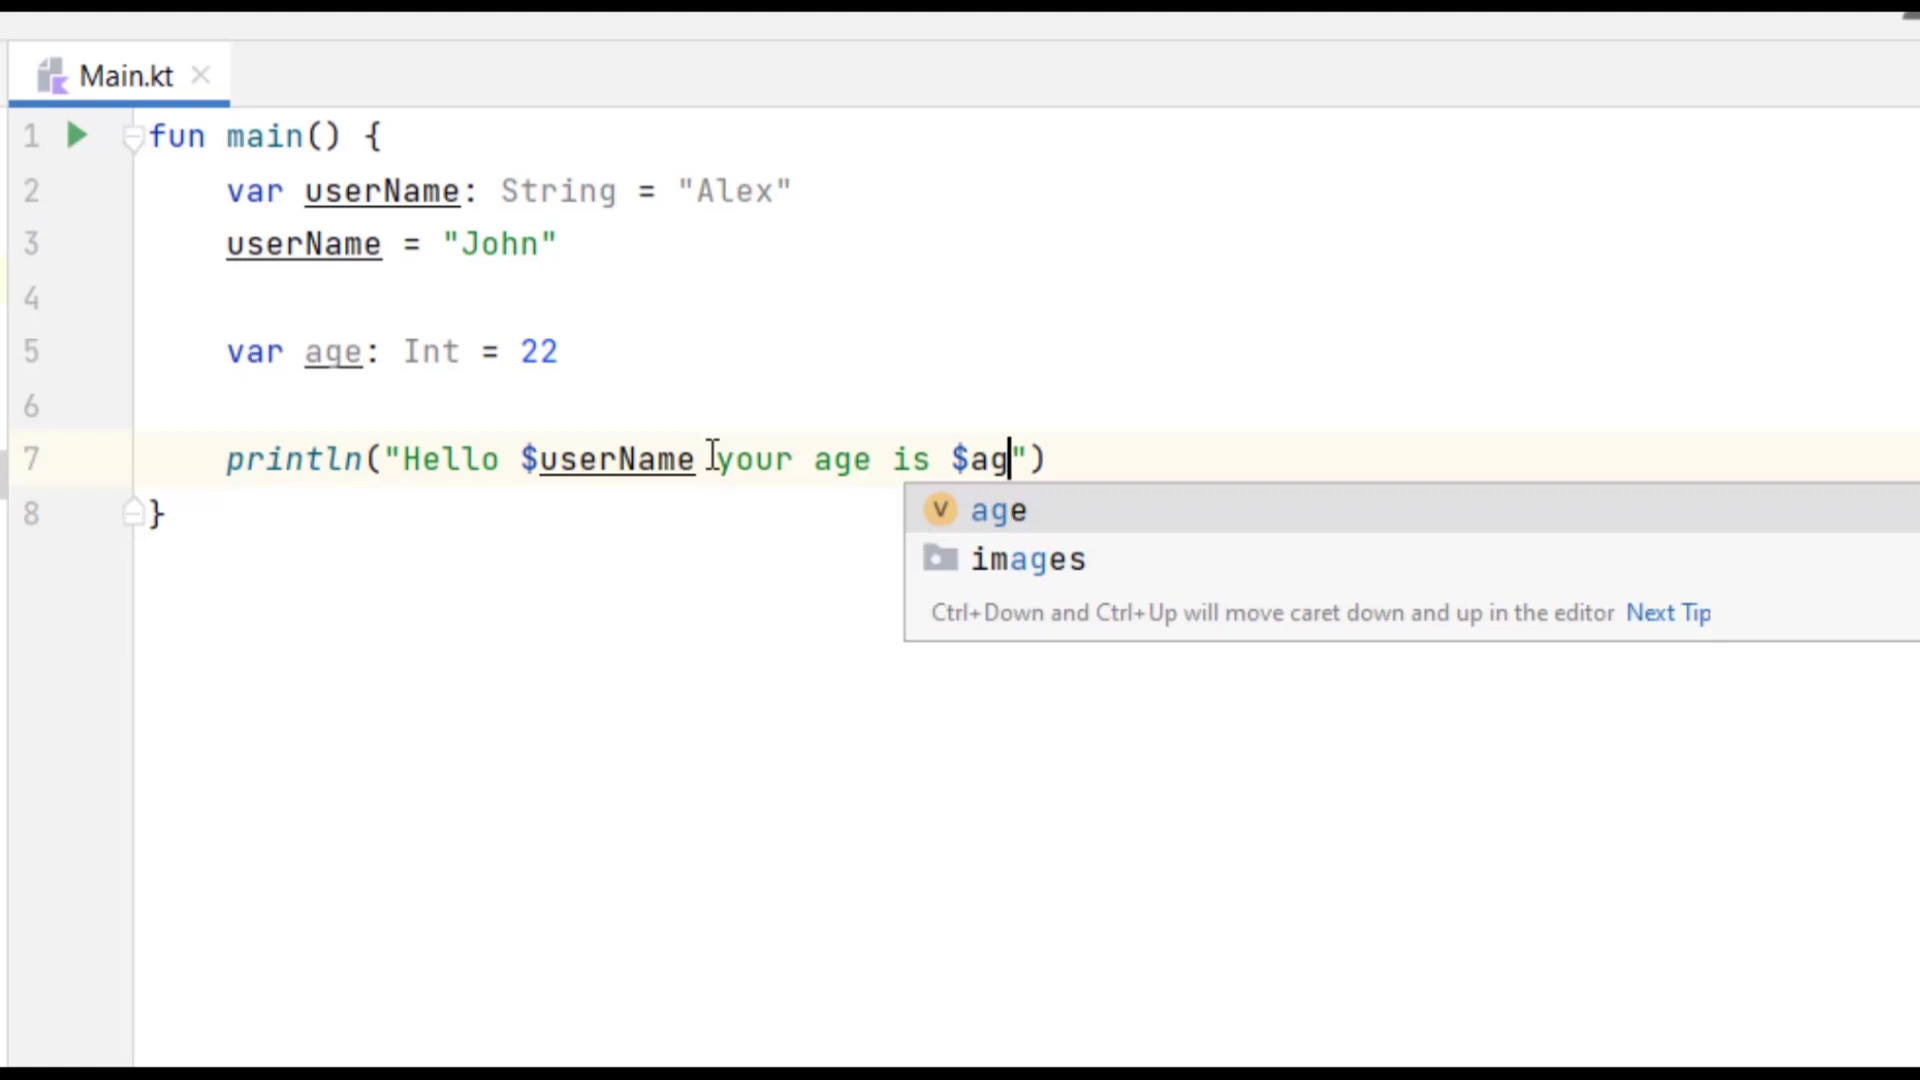 Main.kt
1 fun main() {
2 var userName: String = "Alex"
3 userName = "John"
4
5 var age: Int = 22
6
7 println("Hello $userName your age is $ag")
age
images
Ctrl+Down and Ctrl+Up will move caret down and up in the editor Next Tip
8 }